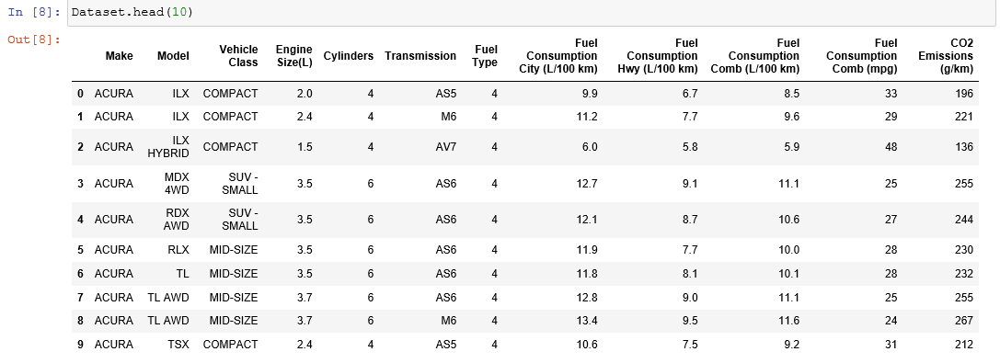 In [8]: Dataset.head(10)
Out[8]:
Make Model Vehicle Class Engine Size(L) Cylinders Transmission Fuel Type Fuel Consumption City (L/100 km) Fuel Consumption Hwy (L/100 km) Fuel Consumption Comb (L/100 km) Fuel Consumption Comb (mpg) CO2 Emissions (g/km)
0 ACURA ILX COMPACT 2.0 4 AS5 4 9.9 6.7 8.5 33 196
1 ACURA ILX COMPACT 2.4 4 M6 4 11.2 7.7 9.6 29 221
2 ACURA ILX HYBRID COMPACT 1.5 4 AV7 4 6.0 5.8 5.9 48 136
3 ACURA MDX 4WD SUV - SMALL 3.5 6 AS6 4 12.7 9.1 11.1 25 255
4 ACURA RDX AWD SUV - SMALL 3.5 6 AS6 4 12.1 8.7 10.6 27 244
5 ACURA RLX MID-SIZE 3.5 6 AS6 4 11.9 7.7 10.0 28 230
6 ACURA TL MID-SIZE 3.5 6 AS6 4 11.8 8.1 10.1 28 232
7 ACURA TL AWD MID-SIZE 3.7 6 AS6 4 12.8 9.0 11.1 25 255
8 ACURA TL AWD MID-SIZE 3.7 6 M6 4 13.4 9.5 11.6 24 267
9 ACURA TSX COMPACT 2.4 4 AS5 4 10.6 7.5 9.2 31 212